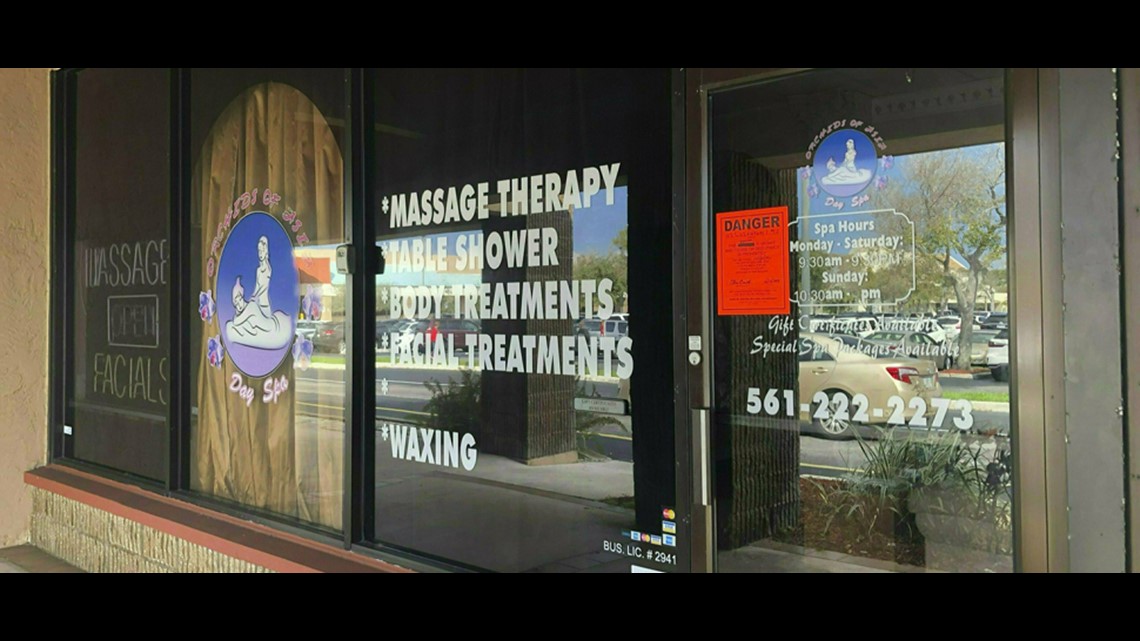 MASSAGE
OPEN
FACIALS
ORCHIDS OF ASIA
Day Spa
*MASSAGE THERAPY
*TABLE SHOWER
*BODY TREATMENTS
*FACIAL TREATMENTS
*
*WAXING
BUS. LIC. # 2941
ORCHIDS OF ASIA
Day Spa
DANGER
Spa Hours
Monday - Saturday:
9:30am - 9:30
Sunday:
10:30am - pm
Gift Certificates Available
Special Spa Packages Available
561-222-2273